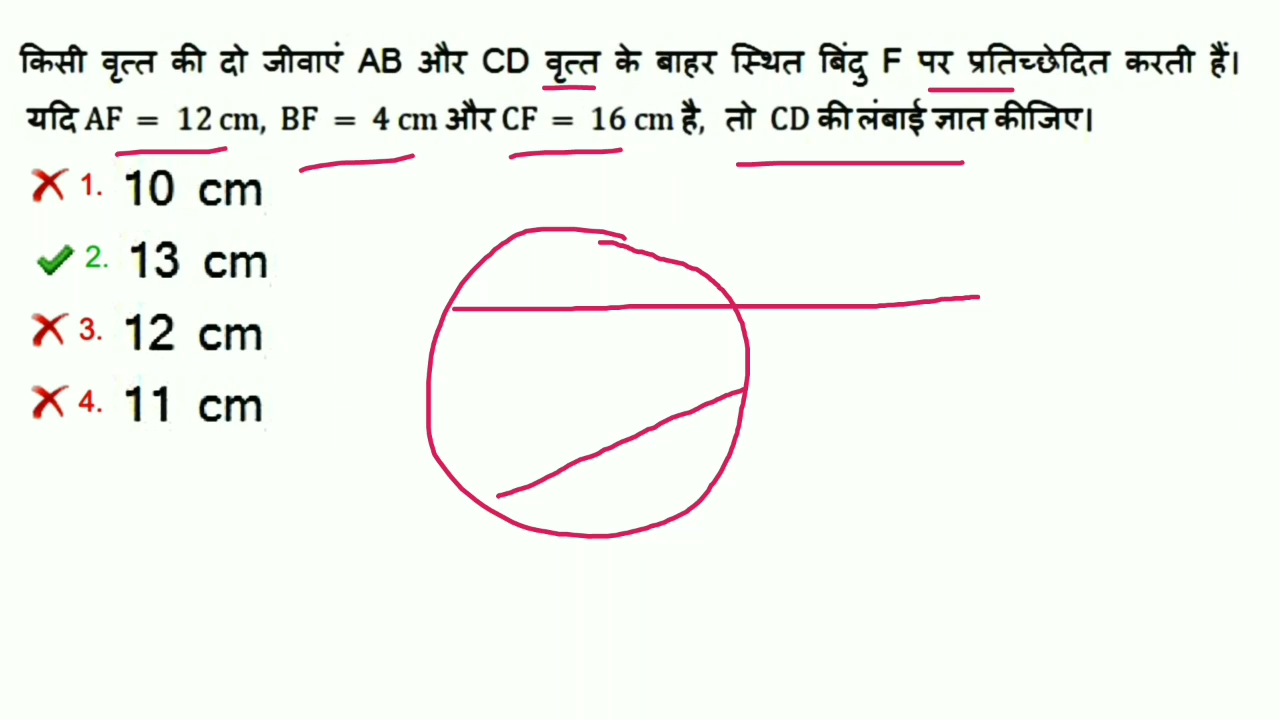 किसी वृत्त की दो जीवाएं AB और CD वृत्त के बाहर स्थित बिंदु F पर प्रतिच्छेदित करती हैं।
यदि AF = 12 cm, BF = 4 cm और CF = 16 cm है, तो CD की लंबाई ज्ञात कीजिए।
1. 10 cm
2. 13 cm
3. 12 cm
4. 11 cm